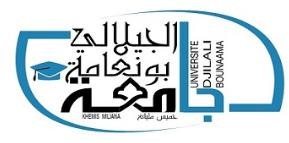 الجيلالي
بونعامة
جامعة
خميس مليانة
KHEMIS MILIANA
UNIVERSITE
DJILALI
BOUNAAMA